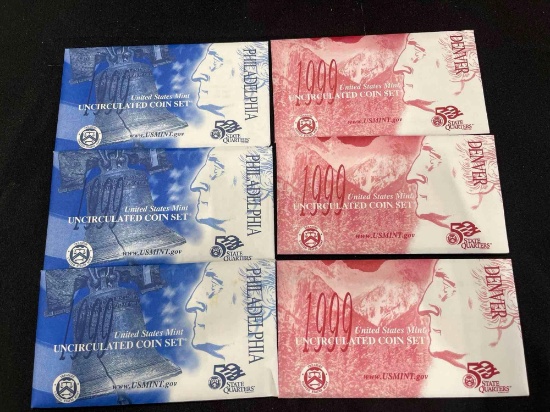 1999
United States Mint
UNCIRCULATED COIN SET
www.USMINT.gov
50
STATE
QUARTERS
PHILADELPHIA
1999
United States Mint
UNCIRCULATED COIN SET
www.USMINT.gov
50
STATE
QUARTERS
DENVER
1999
United States Mint
UNCIRCULATED COIN SET
www.USMINT.gov
50
STATE
QUARTERS
PHILADELPHIA
1999
United States Mint
UNCIRCULATED COIN SET
www.USMINT.gov
50
STATE
QUARTERS
DENVER
1999
United States Mint
UNCIRCULATED COIN SET
www.USMINT.gov
50
STATE
QUARTERS
PHILADELPHIA
1999
United States Mint
UNCIRCULATED COIN SET
www.USMINT.gov
50
STATE
QUARTERS
DENVER